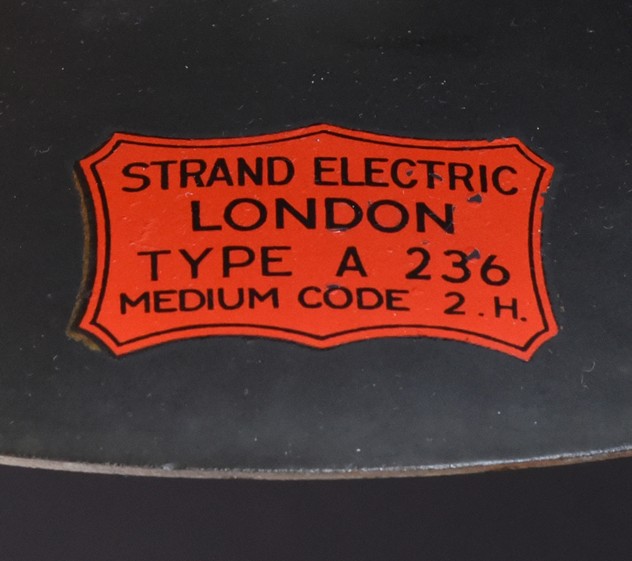 STRAND ELECTRIC
LONDON
TYPE A 236
MEDIUM CODE 2.H.